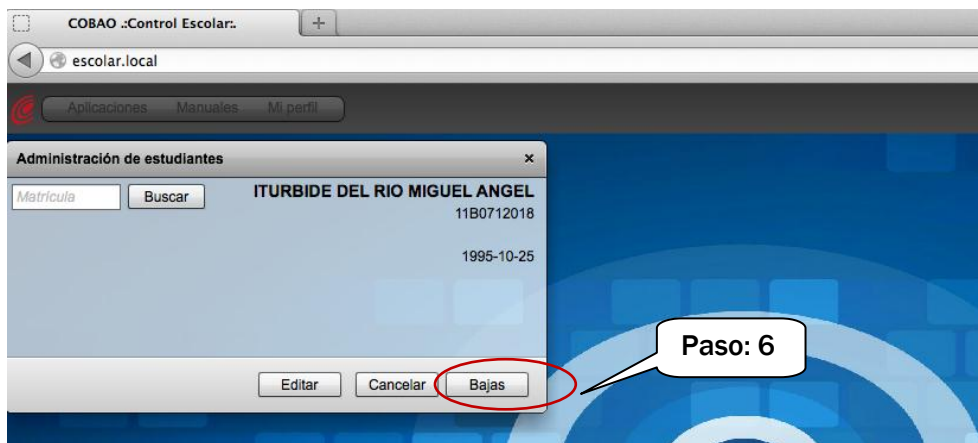 COBAO .:Control Escolar:.
escolar.local
Aplicaciones Manuales Mi perfil
Administración de estudiantes
Matrícula Buscar ITURBIDE DEL RIO MIGUEL ANGEL
11B0712018
1995-10-25
Paso: 6
Editar Cancelar Bajas